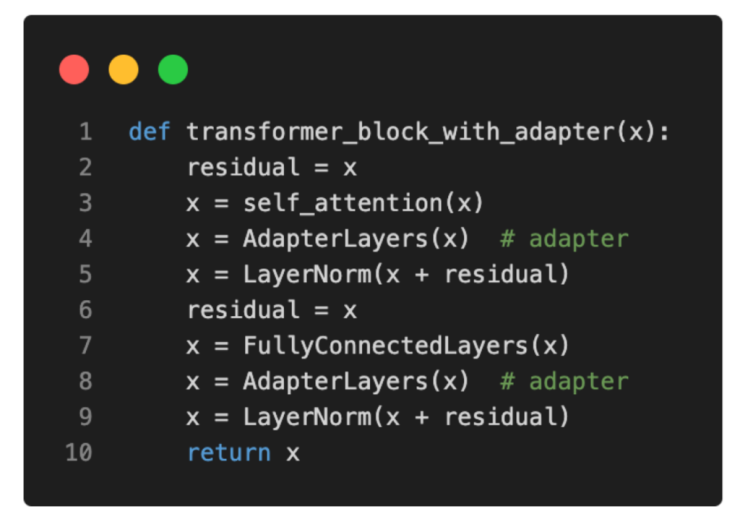 1 def transformer_block_with_adapter(x):
2     residual = x
3     x = self_attention(x)
4     x = AdapterLayers(x)  # adapter
5     x = LayerNorm(x + residual)
6     residual = x
7     x = FullyConnectedLayers(x)
8     x = AdapterLayers(x)  # adapter
9     x = LayerNorm(x + residual)
10     return x